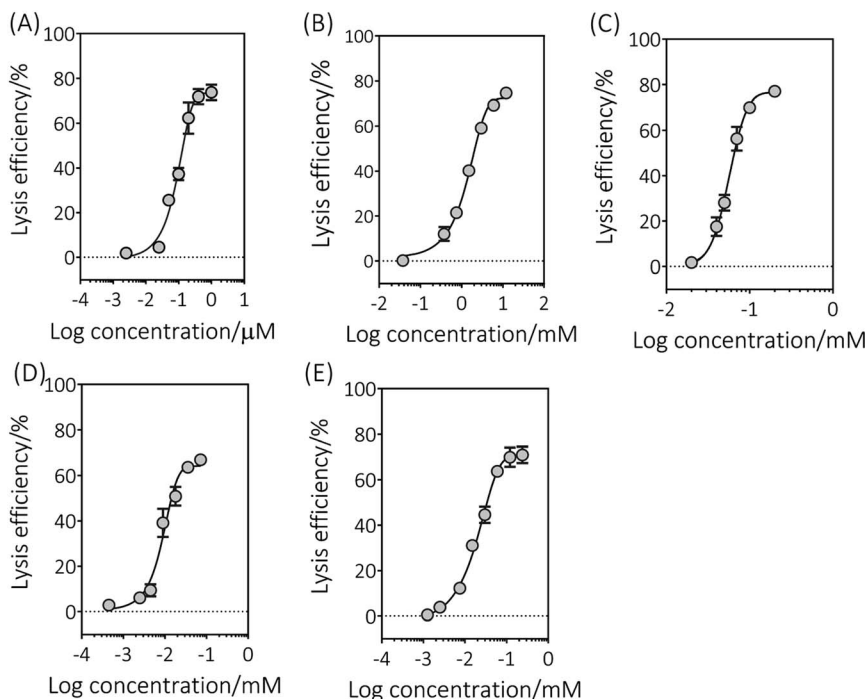 (A)
100
80
60
40
20
0
Lysis efficiency/%
-4 -3 -2 -1 0 1
Log concentration/μM
(B)
100
80
60
40
20
0
Lysis efficiency/%
-2 -1 0 1 2
Log concentration/mM
(C)
100
80
60
40
20
0
Lysis efficiency/%
-2 -1 0
Log concentration/mM
(D)
100
80
60
40
20
0
Lysis efficiency/%
-4 -3 -2 -1 0
Log concentration/mM
(E)
100
80
60
40
20
0
Lysis efficiency/%
-4 -3 -2 -1 0
Log concentration/mM